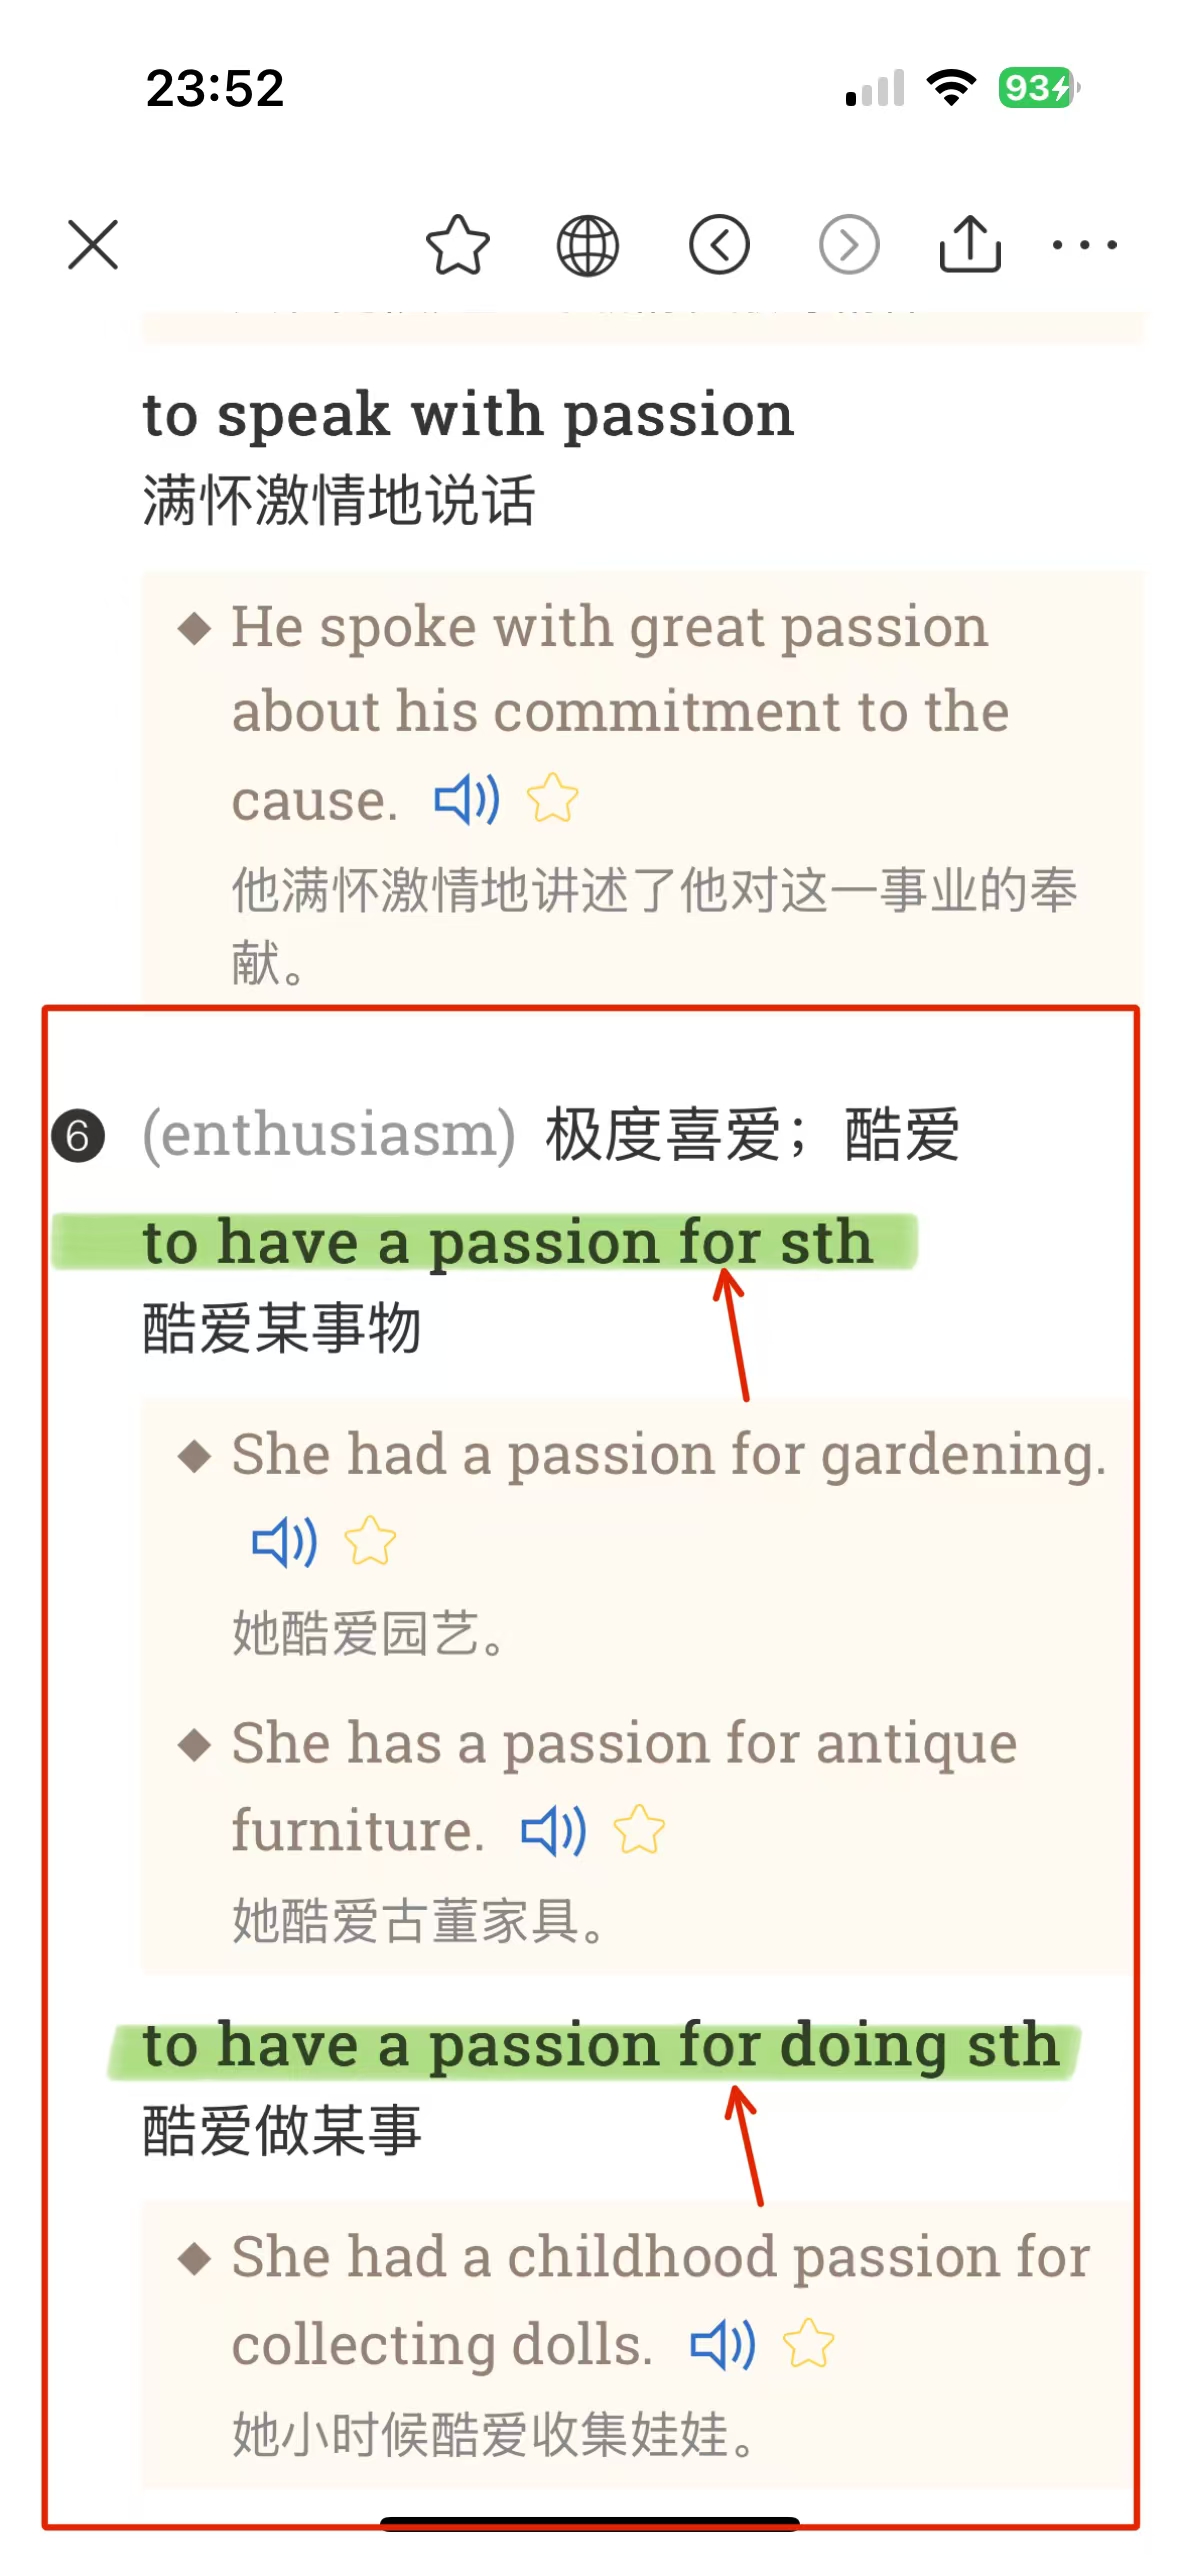 23:52
93
to speak with passion
满怀激情地说话
◆ He spoke with great passion
about his commitment to the
cause.
他满怀激情地讲述了他对这一事业的奉
献。
6 (enthusiasm) 极度喜爱；酷爱
to have a passion for sth
酷爱某事物
◆ She had a passion for gardening.
她酷爱园艺。
◆ She has a passion for antique
furniture.
她酷爱古董家具。
to have a passion for doing sth
酷爱做某事
◆ She had a childhood passion for
collecting dolls.
她小时候酷爱收集娃娃。